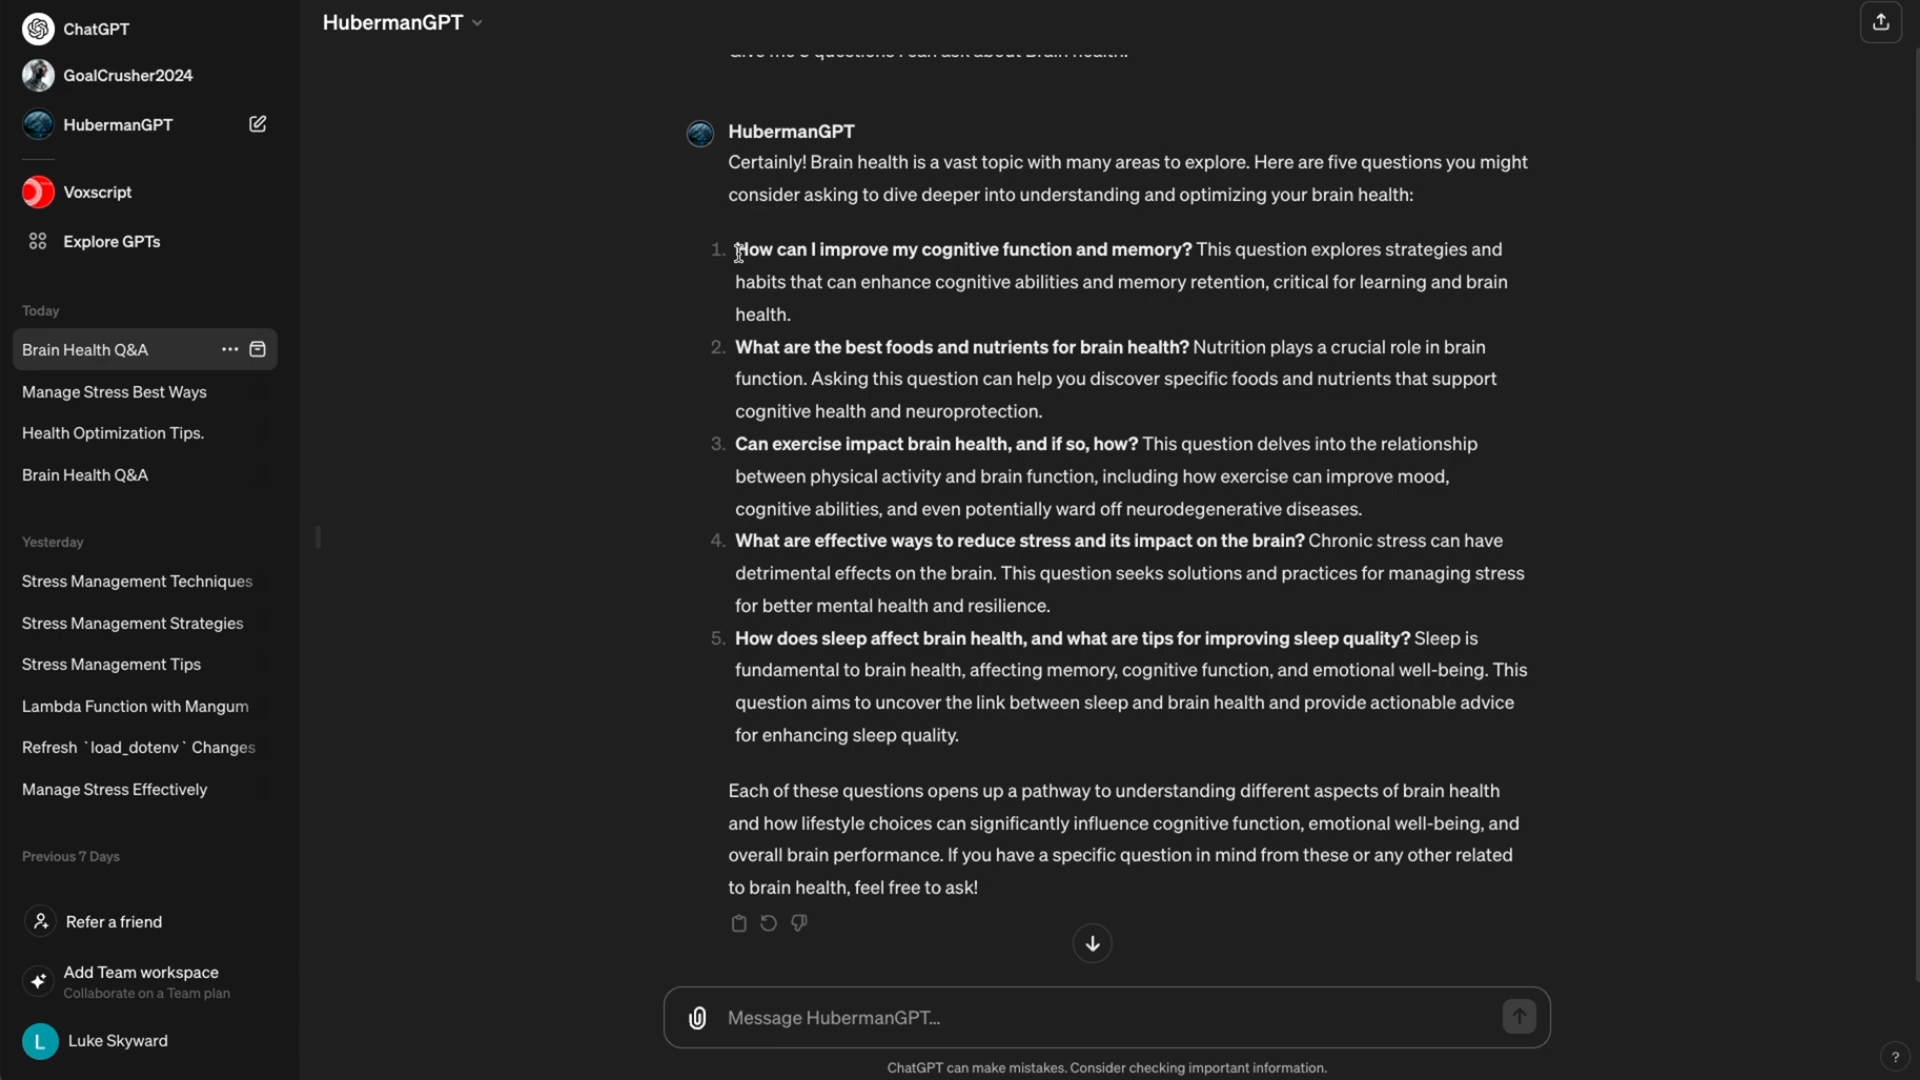 ChatGPT
GoalCrusher2024
HubermanGPT
Voxscript
Explore GPTs
Today
Brain Health Q&A
Manage Stress Best Ways
Health Optimization Tips.
Brain Health Q&A
Yesterday
Stress Management Techniques
Stress Management Strategies
Stress Management Tips
Lambda Function with Mangum
Refresh `load_dotenv` Changes
Manage Stress Effectively
Previous 7 Days
Refer a friend
Add Team workspace
Collaborate on a Team plan
L Luke Skyward
HubermanGPT
Give me 5 questions I can ask about Brain health.
HubermanGPT
Certainly! Brain health is a vast topic with many areas to explore. Here are five questions you might
consider asking to dive deeper into understanding and optimizing your brain health:
1. How can I improve my cognitive function and memory? This question explores strategies and
habits that can enhance cognitive abilities and memory retention, critical for learning and brain
health.
2. What are the best foods and nutrients for brain health? Nutrition plays a crucial role in brain
function. Asking this question can help you discover specific foods and nutrients that support
cognitive health and neuroprotection.
3. Can exercise impact brain health, and if so, how? This question delves into the relationship
between physical activity and brain function, including how exercise can improve mood,
cognitive abilities, and even potentially ward off neurodegenerative diseases.
4. What are effective ways to reduce stress and its impact on the brain? Chronic stress can have
detrimental effects on the brain. This question seeks solutions and practices for managing stress
for better mental health and resilience.
5. How does sleep affect brain health, and what are tips for improving sleep quality? Sleep is
fundamental to brain health, affecting memory, cognitive function, and emotional well-being. This
question aims to uncover the link between sleep and brain health and provide actionable advice
for enhancing sleep quality.
Each of these questions opens up a pathway to understanding different aspects of brain health
and how lifestyle choices can significantly influence cognitive function, emotional well-being, and
overall brain performance. If you have a specific question in mind from these or any other related
to brain health, feel free to ask!
Message HubermanGPT...
ChatGPT can make mistakes. Consider checking important information.
?